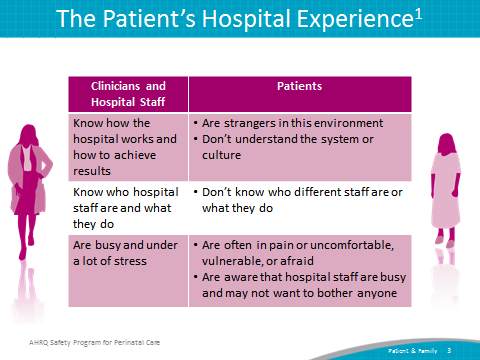 The Patient's Hospital Experience1
Clinicians and
Hospital Staff
Patients
Know how the
hospital works and
how to achieve
results
• Are strangers in this environment
• Don't understand the system or
culture
Know who hospital
staff are and what
they do
• Don't know who different staff are or
what they do
Are busy and under
a lot of stress
• Are often in pain or uncomfortable,
vulnerable, or afraid
• Are aware that hospital staff are busy
and may not want to bother anyone
AHRQ Safety Program for Perinatal Care
Patient & Family 3